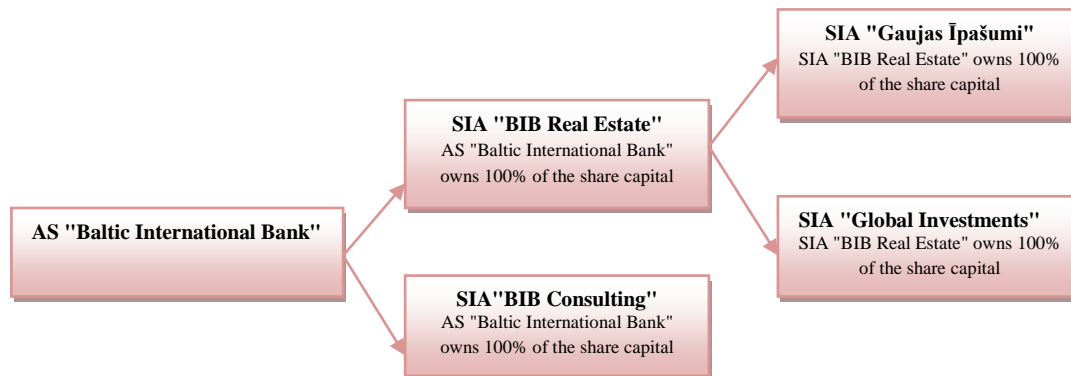 AS "Baltic International Bank"
SIA "BIB Real Estate"
AS "Baltic International Bank"
owns 100% of the share capital
SIA"BIB Consulting"
AS "Baltic International Bank"
owns 100% of the share capital
SIA "Gaujas Īpašumi"
SIA "BIB Real Estate" owns 100%
of the share capital
SIA "Global Investments"
SIA "BIB Real Estate" owns 100%
of the share capital